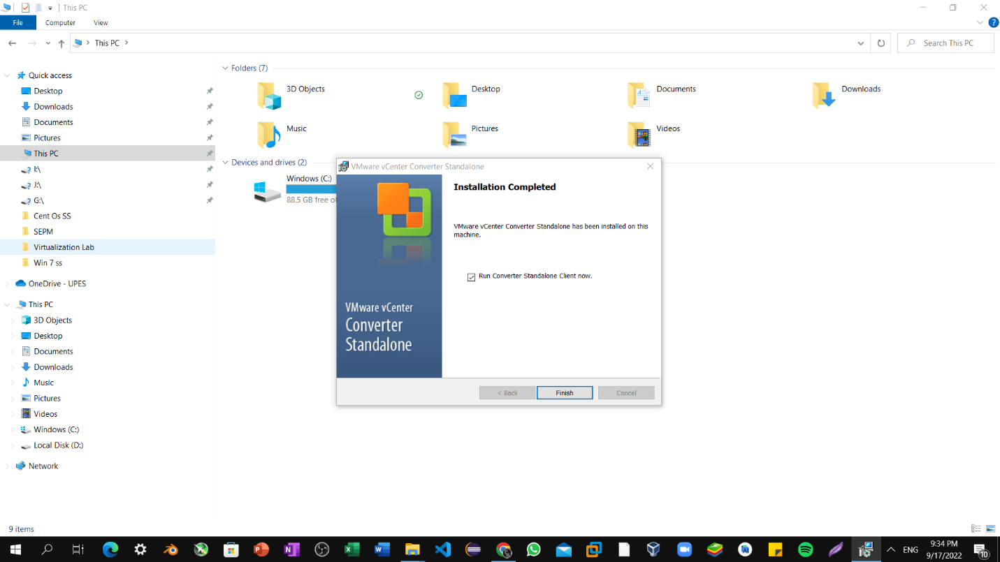 This PC
File
Computer
View
This PC
Search This PC
Quick access
Desktop
Downloads
Documents
Pictures
This PC
I:\
J:\
G:\
Cent Os SS
SEPM
Virtualization Lab
Win 7 ss
OneDrive - UPES
This PC
3D Objects
Desktop
Documents
Downloads
Music
Pictures
Videos
Windows (C:)
Local Disk (D:)
Network
Folders (7)
3D Objects
Desktop
Documents
Downloads
Music
Pictures
Videos
Devices and drives (2)
Windows (C:)
88.5 GB free of
VMware vCenter Converter Standalone
VMware vCenter
Converter
Standalone
Installation Completed
VMware vCenter Converter Standalone has been installed on this
machine.
Run Converter Standalone Client now.
< Back
Finish
Cancel
9 items
ENG
9:34 PM
9/17/2022
10